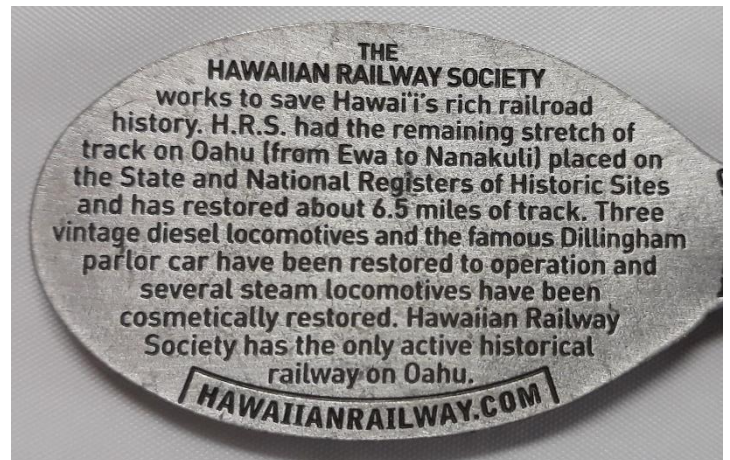 THE
HAWAIIAN RAILWAY SOCIETY
works to save Hawai'i's rich railroad
history. H.R.S. had the remaining stretch of
track on Oahu (from Ewa to Nanakuli) placed on
the State and National Registers of Historic Sites
and has restored about 6.5 miles of track. Three
vintage diesel locomotives and the famous Dillingham
parlor car have been restored to operation and
several steam locomotives have been
cosmetically restored. Hawaiian Railway
Society has the only active historical
railway on Oahu.
HAWAIIANRAILWAY.COM